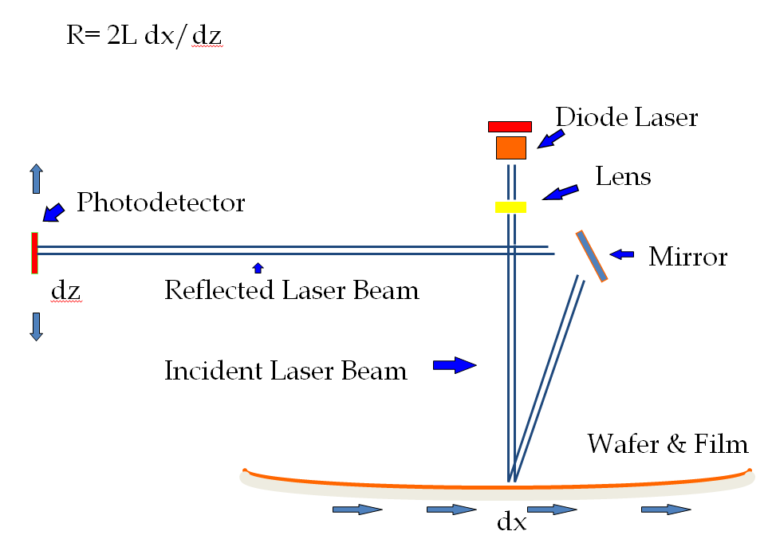 R= 2L dx/dz
Diode Laser
Lens
Photodetector
Mirror
dz
Reflected Laser Beam
Incident Laser Beam
Wafer & Film
dx